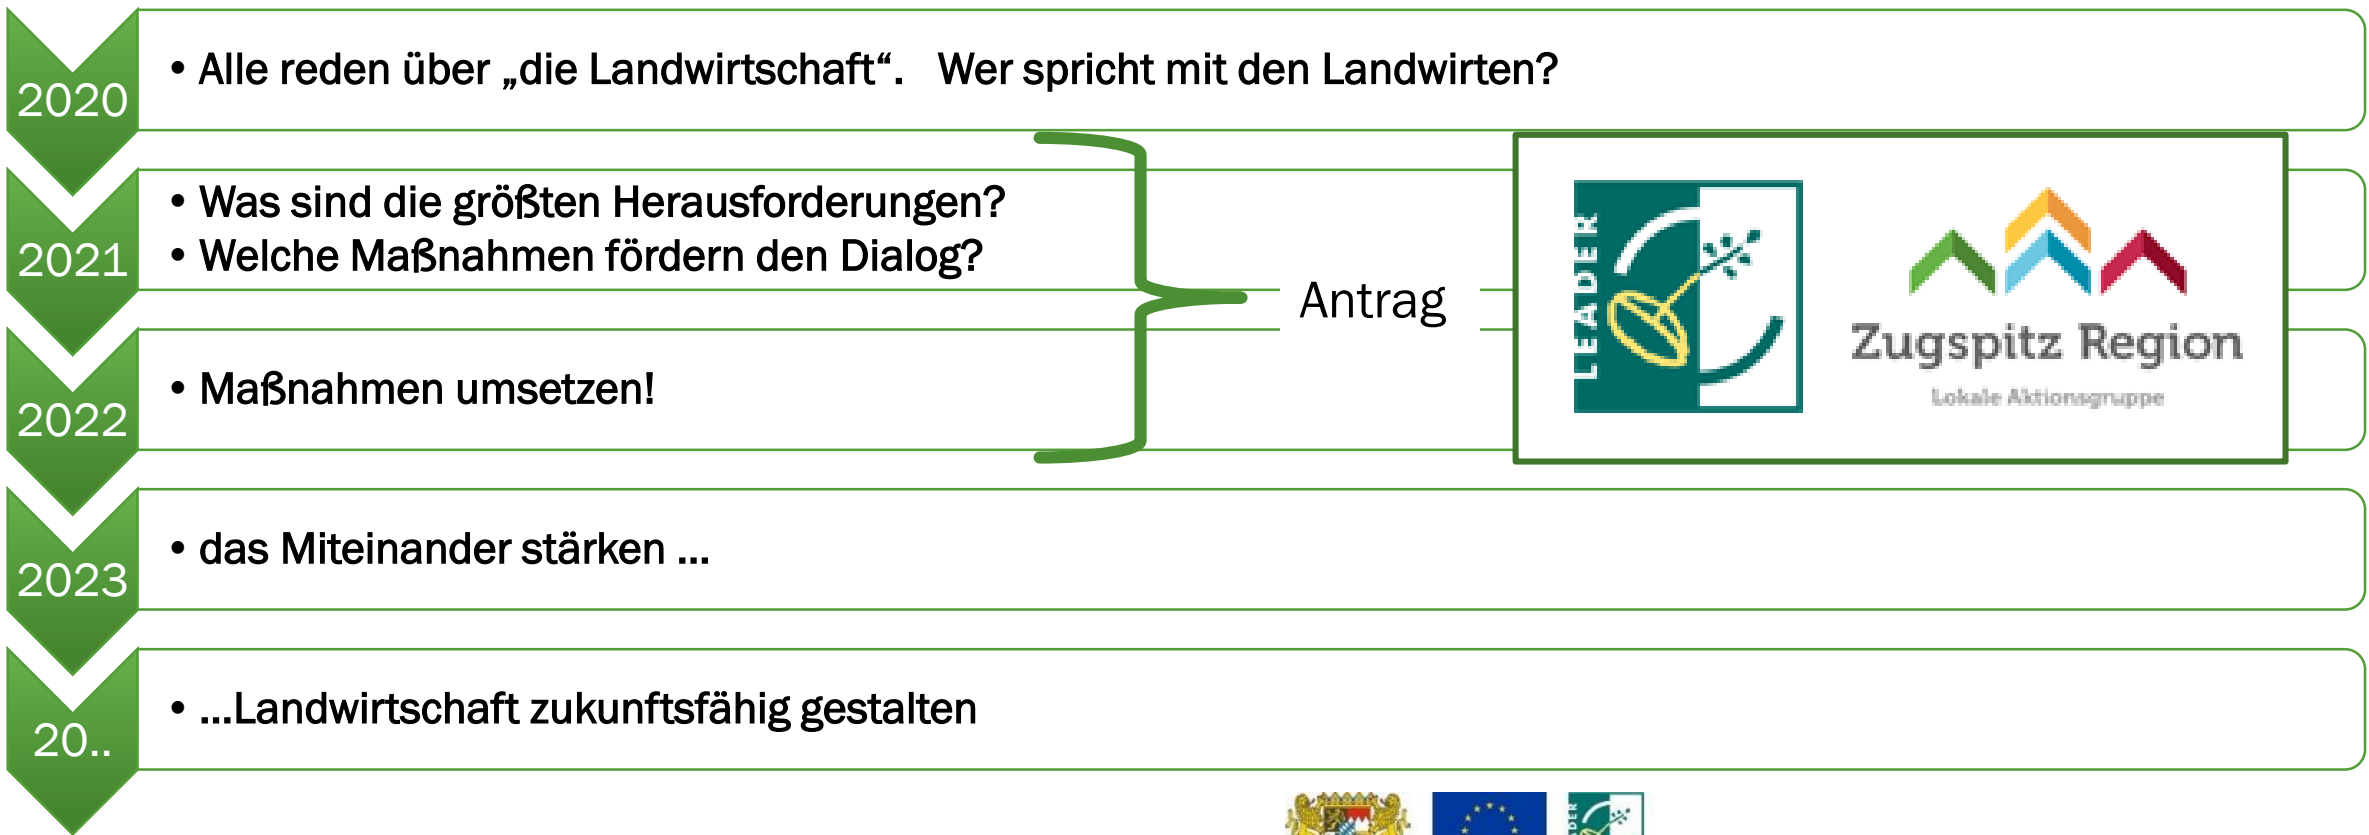 2020
• Alle reden über „die Landwirtschaft“. Wer spricht mit den Landwirten?
2021
• Was sind die größten Herausforderungen?
• Welche Maßnahmen fördern den Dialog?
2022
• Maßnahmen umsetzen!
Antrag
LEADER
Zugspitz Region
Lokale Aktionsgruppe
2023
• das Miteinander stärken ...
20..
• ...Landwirtschaft zukunftsfähig gestalten